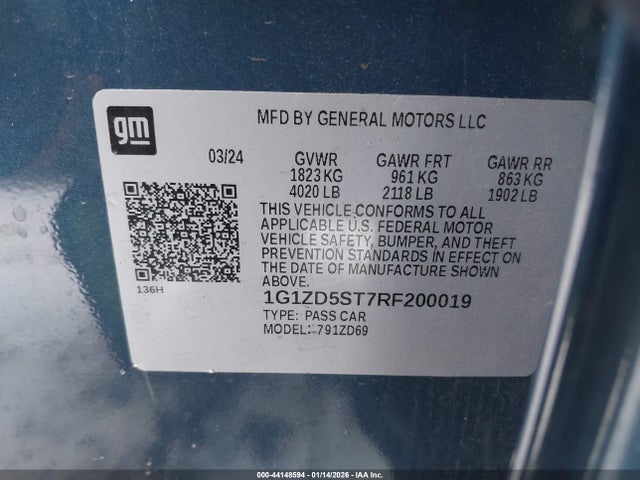 gm
MFD BY GENERAL MOTORS LLC
03/24 GVWR GAWR FRT GAWR RR
1823 KG 961 KG 863 KG
4020 LB 2118 LB 1902 LB
THIS VEHICLE CONFORMS TO ALL
APPLICABLE U.S. FEDERAL MOTOR
VEHICLE SAFETY, BUMPER, AND THEFT
PREVENTION STANDARDS IN EFFECT ON
THE DATE OF MANUFACTURE SHOWN
ABOVE.
136H
1G1ZD5ST7RF200019
TYPE: PASS CAR
MODEL: 791ZD69
000-44148594 - 01/14/2026 - IAAI INC.